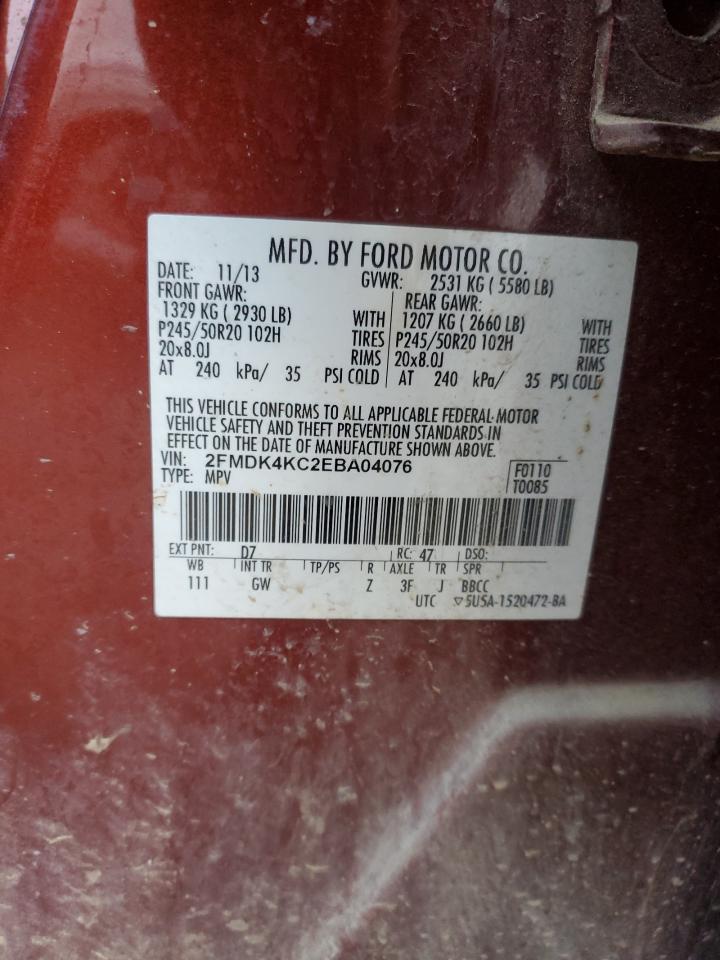 MFD. BY FORD MOTOR CO.
DATE: 11/13 GVWR: 2531 KG ( 5580 LB)
FRONT GAWR: REAR GAWR:
1329 KG ( 2930 LB) WITH 1207 KG ( 2660 LB) WITH
P245/50R20 102H TIRES P245/50R20 102H TIRES
20x8.0J RIMS 20x8.0J RIMS
AT 240 kPa/ 35 PSI COLD AT 240 kPa/ 35 PSI COLD
THIS VEHICLE CONFORMS TO ALL APPLICABLE FEDERAL MOTOR
VEHICLE SAFETY AND THEFT PREVENTION STANDARDS IN
EFFECT ON THE DATE OF MANUFACTURE SHOWN ABOVE.
VIN: 2FMDK4KC2EBA04076 F0110
TYPE: MPV T0085
EXT PNT: D7 RC: 47 DSO:
WB INT TR TP/PS R AXLE TR SPR
111 GW Z 3F J BBCC
UTC ▽5U5A-1520472-BA